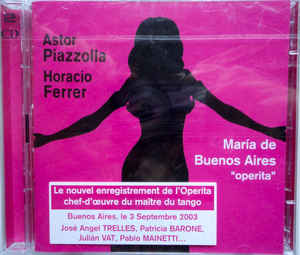 Astor
Piazzolla
Horacio
Ferrer
María de
Buenos Aires
"operita"
Le nouvel enregistrement de l'Operita
chef-d'œuvre du maître du tango
Buenos Aires, le 3 Septembre 2003
José Angel TRELLES, Patricia BARONE,
Julián VAT, Pablo MAINETTI...